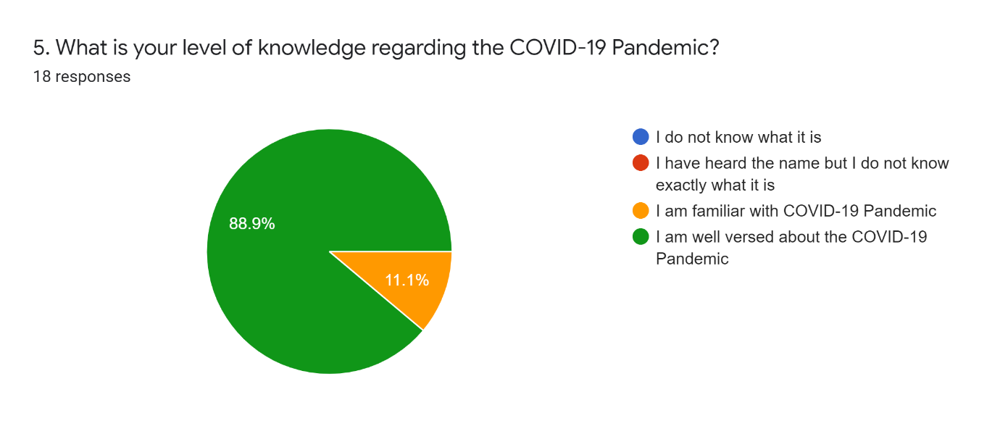 5. What is your level of knowledge regarding the COVID-19 Pandemic?
18 responses
88.9%
11.1%
I do not know what it is
I have heard the name but I do not know
exactly what it is
I am familiar with COVID-19 Pandemic
I am well versed about the COVID-19
Pandemic